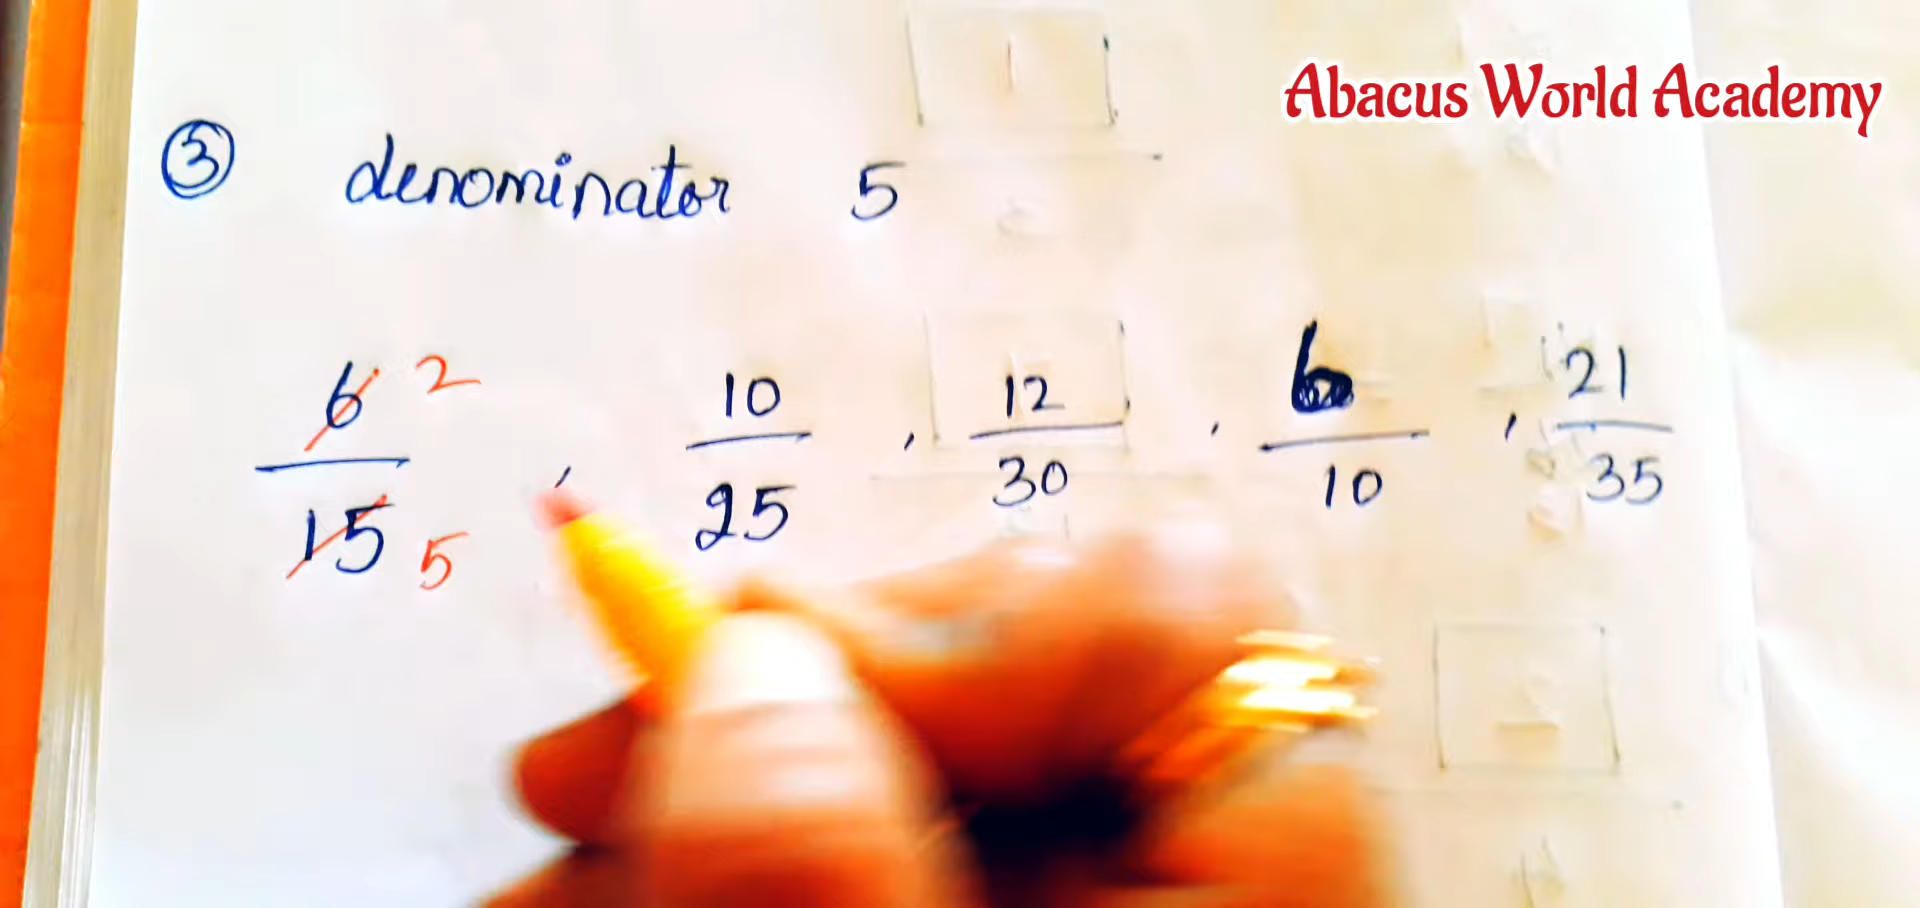 Abacus World Academy
③ denominator 5
6 2 10 12 6 21
, , , ,
15 5 25 30 10 35